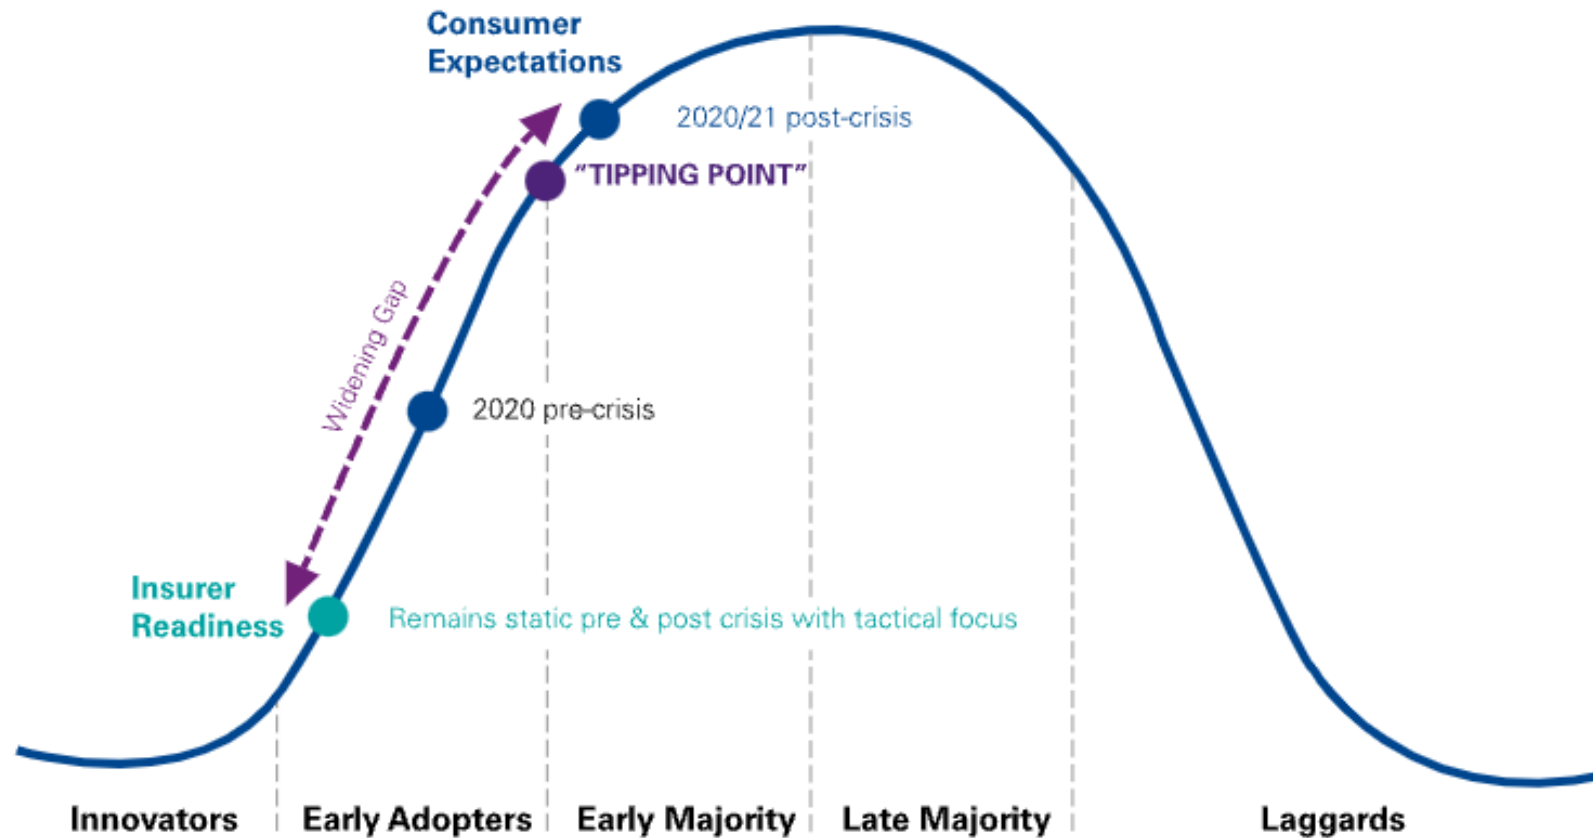 Consumer
Expectations
2020/21 post-crisis
"TIPPING POINT"
Widening Gap
2020 pre-crisis
Insurer
Readiness
Remains static pre & post crisis with tactical focus
Innovators
Early Adopters
Early Majority
Late Majority
Laggards